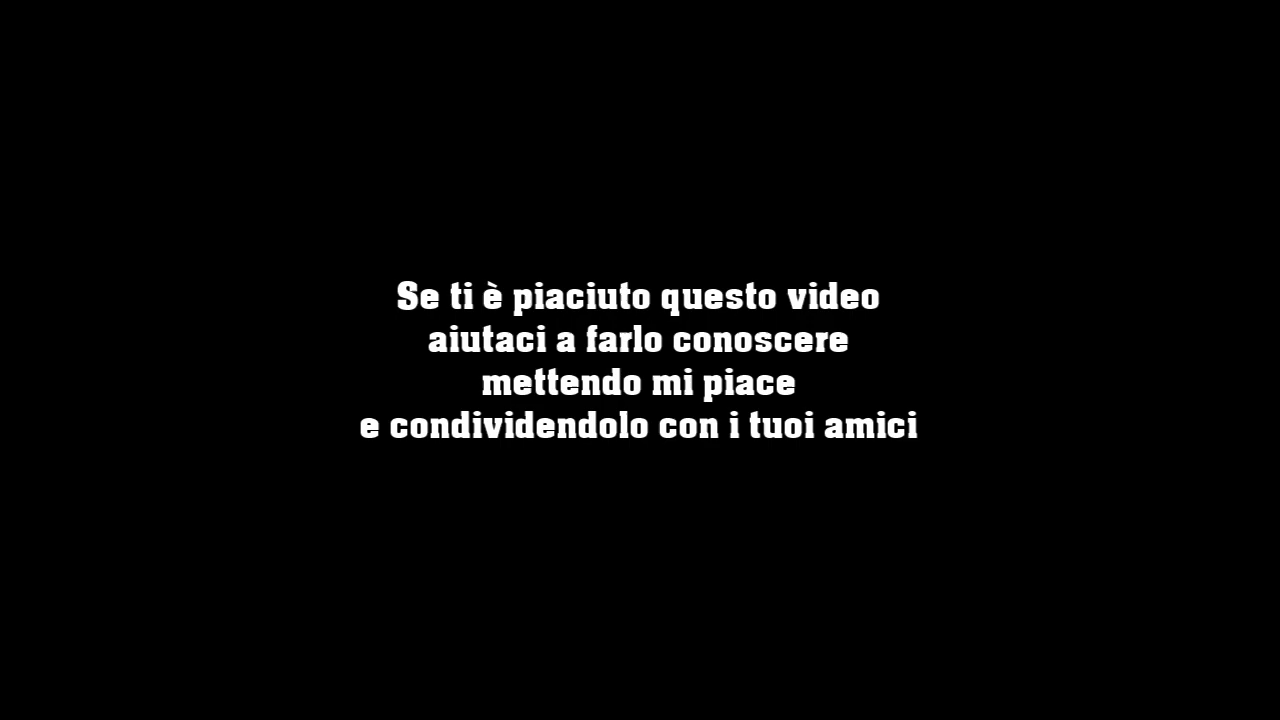 Se ti è piaciuto questo video
aiutaci a farlo conoscere
mettendo mi piace
e condividendolo con i tuoi amici